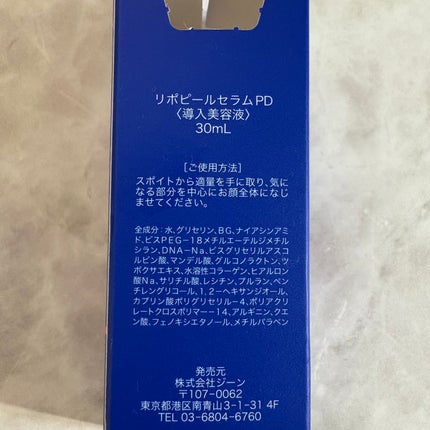 リポピールセラムPD
〈導入美容液〉
30mL
［ご使用方法］
スポイトから適量を手に取り、気に
なる部分を中心にお顔全体になじ
ませてください。
全成分：水、グリセリン、BG、ナイアシンアミ
ド、ビスPEG-18メチルエーテルジメチル
シラン、DNA-Na、ビスグリセリルアスコ
ルビン酸、マンデル酸、グルコノラクトン、ツ
ボクサエキス、水溶性コラーゲン、ヒアルロン
酸Na、サリチル酸、レシチン、プルラン、ペン
チレングリコール、1,2-ヘキサンジオール、
カプリン酸ポリグリセリル-4、ポリアクリ
レートクロスポリマー-14、アルギニン、クエ
ン酸、フェノキシエタノール、メチルパラベン
発売元
株式会社ジーン
〒107-0062
東京都港区南青山3-1-31 4F
TEL 03-6804-6760